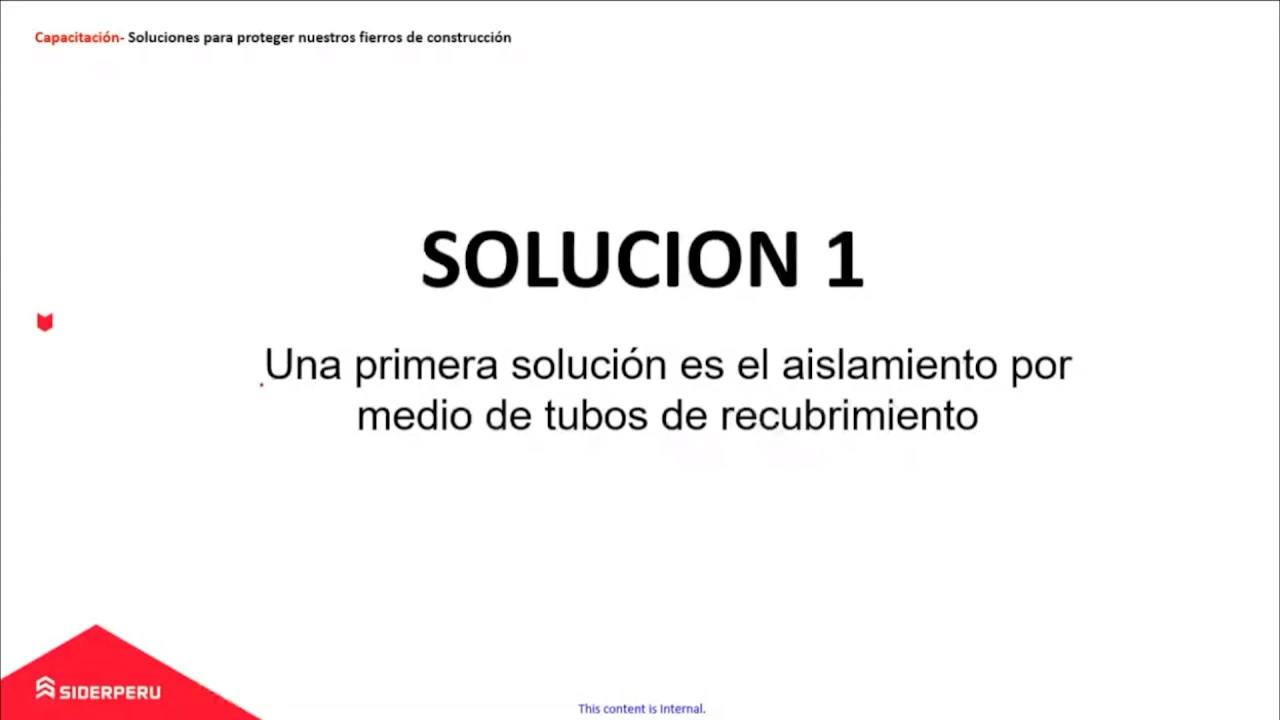 Capacitación- Soluciones para proteger nuestros fierros de construcción
SOLUCION 1
Una primera solución es el aislamiento por
medio de tubos de recubrimiento
SIDERPERU
This content is Internal.